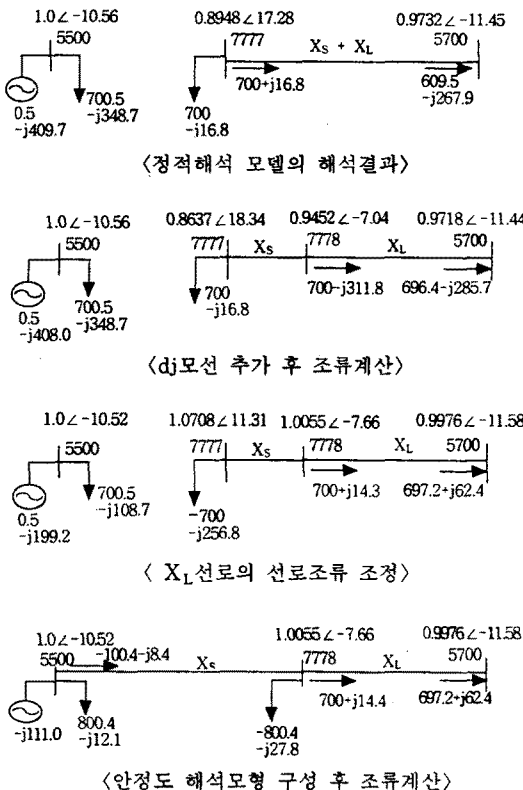 1.0∠-10.56
0.8948∠17.28
0.9732∠-11.45
5500
7777
X_S + X_L
5700
700+j16.8
609.5
-j267.9
0.5
-j409.7
700.5
-j348.7
700
-j16.8
<정적해석 모델의 해석결과>
1.0∠-10.56
0.8637∠18.34
0.9452∠-7.04
0.9718∠-11.44
5500
7777
X_S
7778
X_L
5700
700-j311.8
696.4-j285.7
0.5
-j408.0
700.5
-j348.7
700
-j16.8
<dj모선 추가 후 조류계산>
1.0∠-10.52
1.0708∠11.31
1.0055∠-7.66
0.9976∠-11.58
5500
7777
X_S
7778
X_L
5700
700+j14.3
697.2+j62.4
0.5
-j199.2
700.5
-j108.7
-700
-j256.8
< X_L선로의 선로조류 조정>
1.0∠-10.52
1.0055∠-7.66
0.9976∠-11.58
5500
-100.4-j8.4
X_S
7778
X_L
5700
700+j14.4
697.2+j62.4
-j111.0
800.4
-j12.1
-800.4
-j27.8
<안정도 해석모형 구성 후 조류계산>